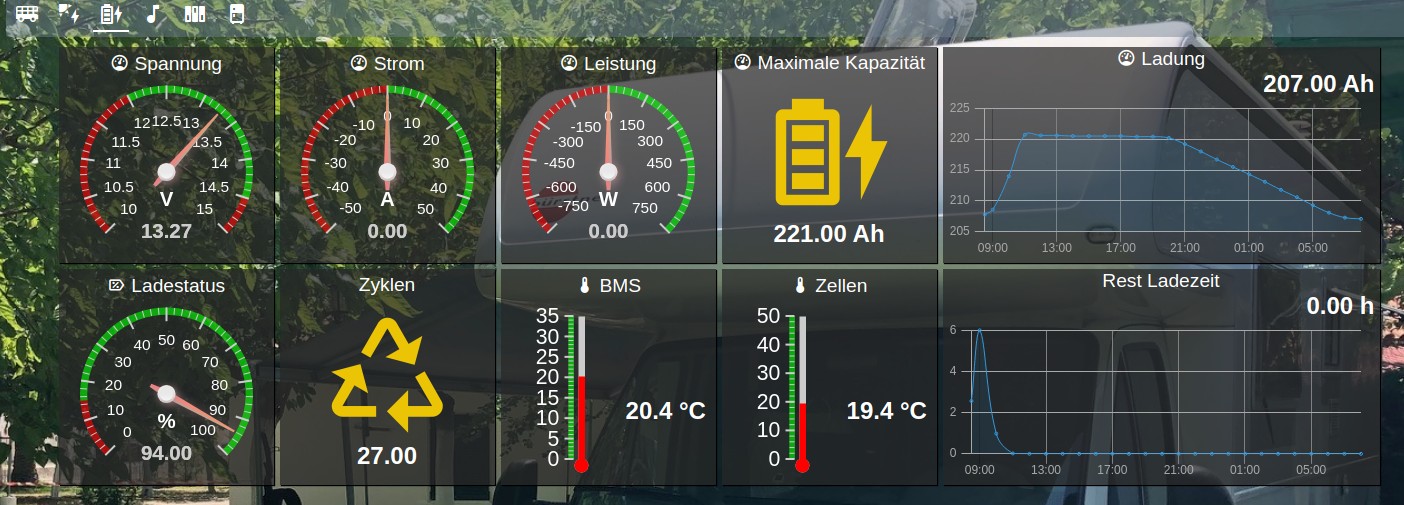 Spannung
12 12.5 13
11.5 13.5
11 14
10.5 14.5
10 V 15
13.27
Strom
0
-10 10
-20 20
-30 30
-40 40
-50 A 50
0.00
Leistung
0
-150 150
-300 300
-450 450
-600 600
-750 W 750
0.00
Maximale Kapazität
221.00 Ah
Ladung
207.00 Ah
225
220
215
210
205
09:00 13:00 17:00 21:00 01:00 05:00
Ladestatus
50
40 60
30 70
20 80
10 90
0 % 100
94.00
Zyklen
27.00
BMS
35
30
25
20
15
10
5
0
20.4 °C
Zellen
50
40
30
20
10
0
19.4 °C
Rest Ladezeit
0.00 h
6
4
2
0
09:00 13:00 17:00 21:00 01:00 05:00